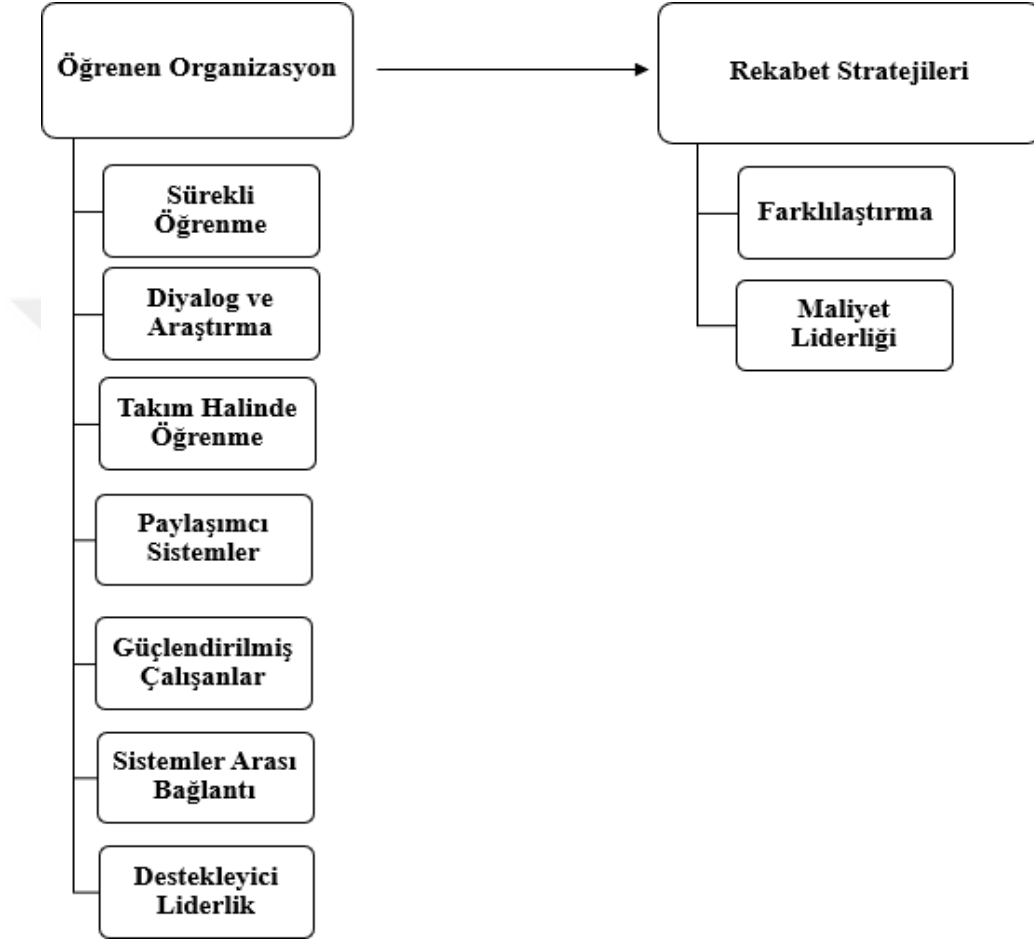 Öğrenen Organizasyon
Rekabet Stratejileri
Sürekli
Öğrenme
Diyalog ve
Araştırma
Takım Halinde
Öğrenme
Paylaşımcı
Sistemler
Güçlendirilmiş
Çalışanlar
Sistemler Arası
Bağlantı
Destekleyici
Liderlik
Farklılaştırma
Maliyet
Liderliği